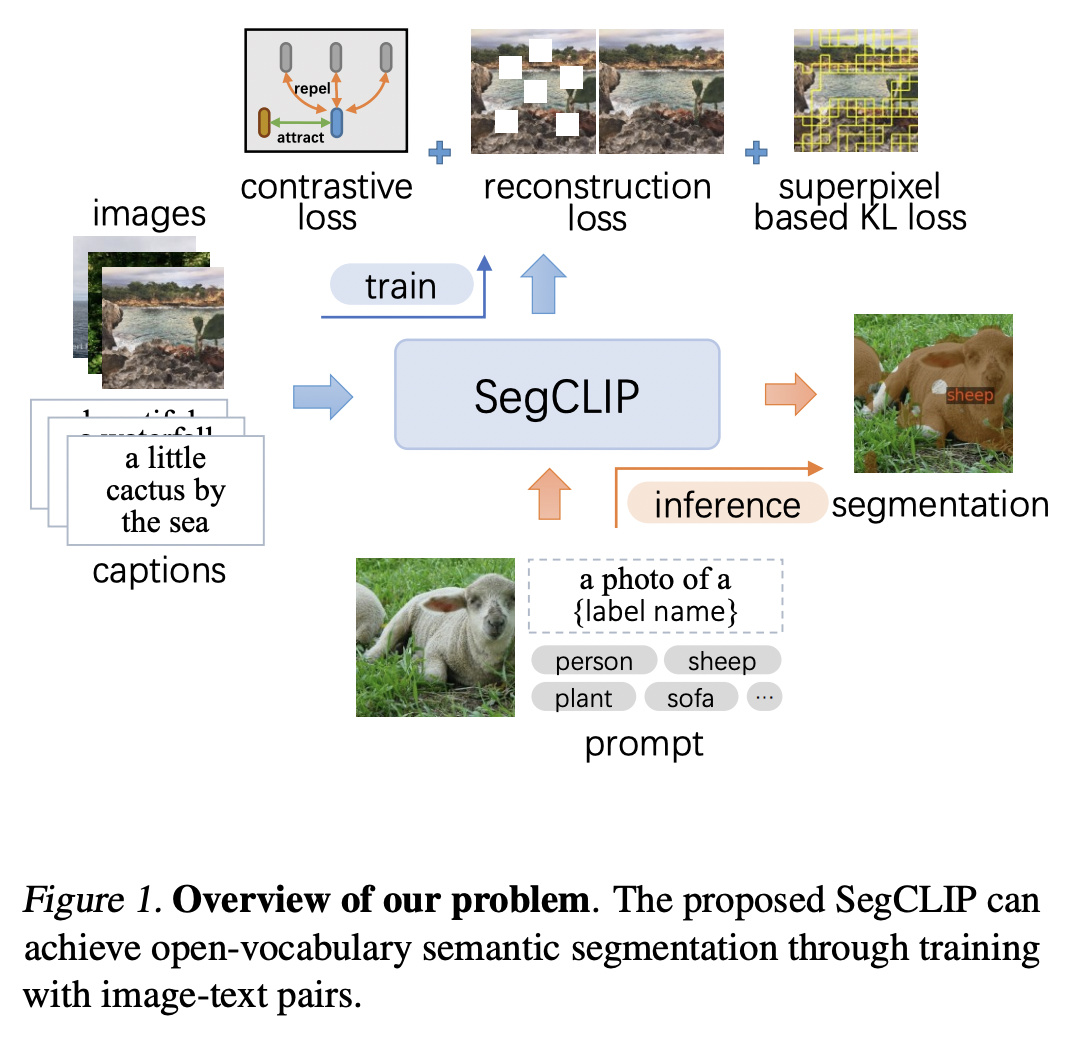 repel
attract
contrastive
loss
reconstruction
loss
superpixel
based KL loss
images
train
SegCLIP
sheep
a little
cactus by
the sea
captions
inference
segmentation
a photo of a
{label name}
person
sheep
plant
sofa
...
prompt
Figure 1. Overview of our problem. The proposed SegCLIP can
achieve open-vocabulary semantic segmentation through training
with image-text pairs.